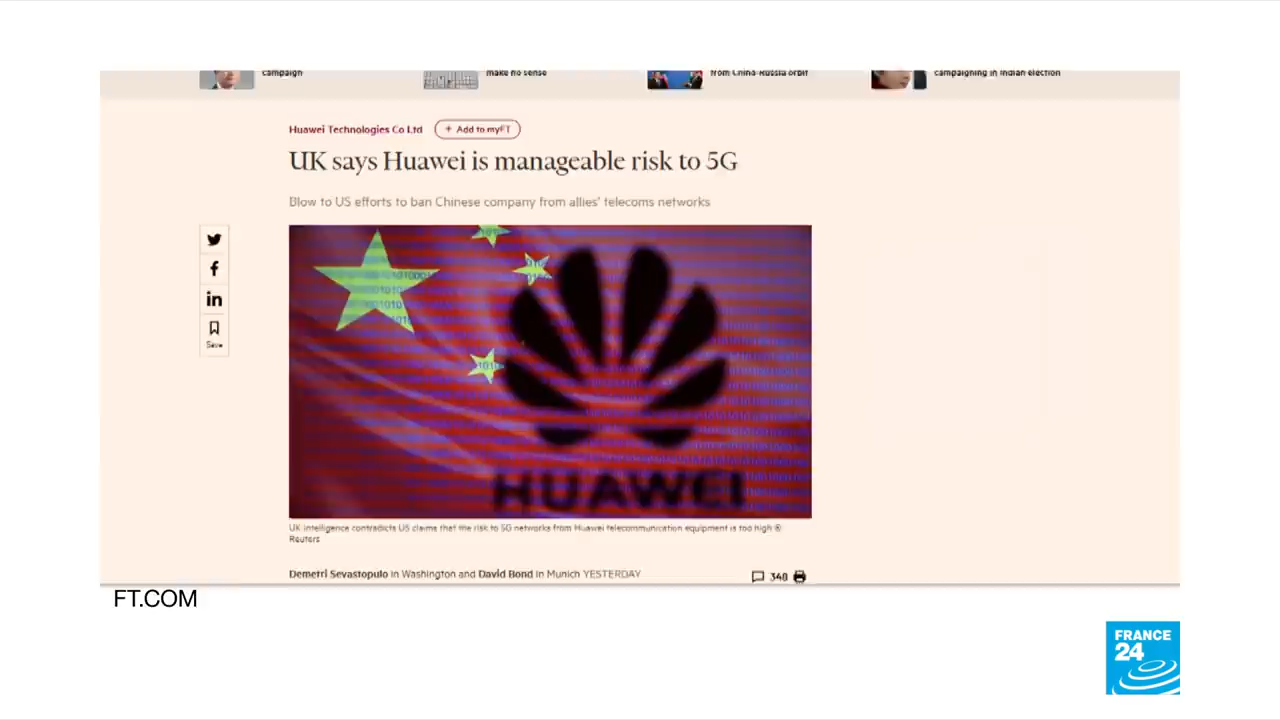 campaign
make no sense
from China-Russia orbit
campaigning in Indian election
Huawei Technologies Co Ltd
+ Add to myFT
UK says Huawei is manageable risk to 5G
Blow to US efforts to ban Chinese company from allies' telecoms networks
in
Save
HUAWEI
UK intelligence contradicts US claims that the risk to 5G networks from Huawei telecommunication equipment is too high ©
Reuters
Demetri Sevastopulo in Washington and David Bond in Munich YESTERDAY
340
FT.COM
FRANCE
24